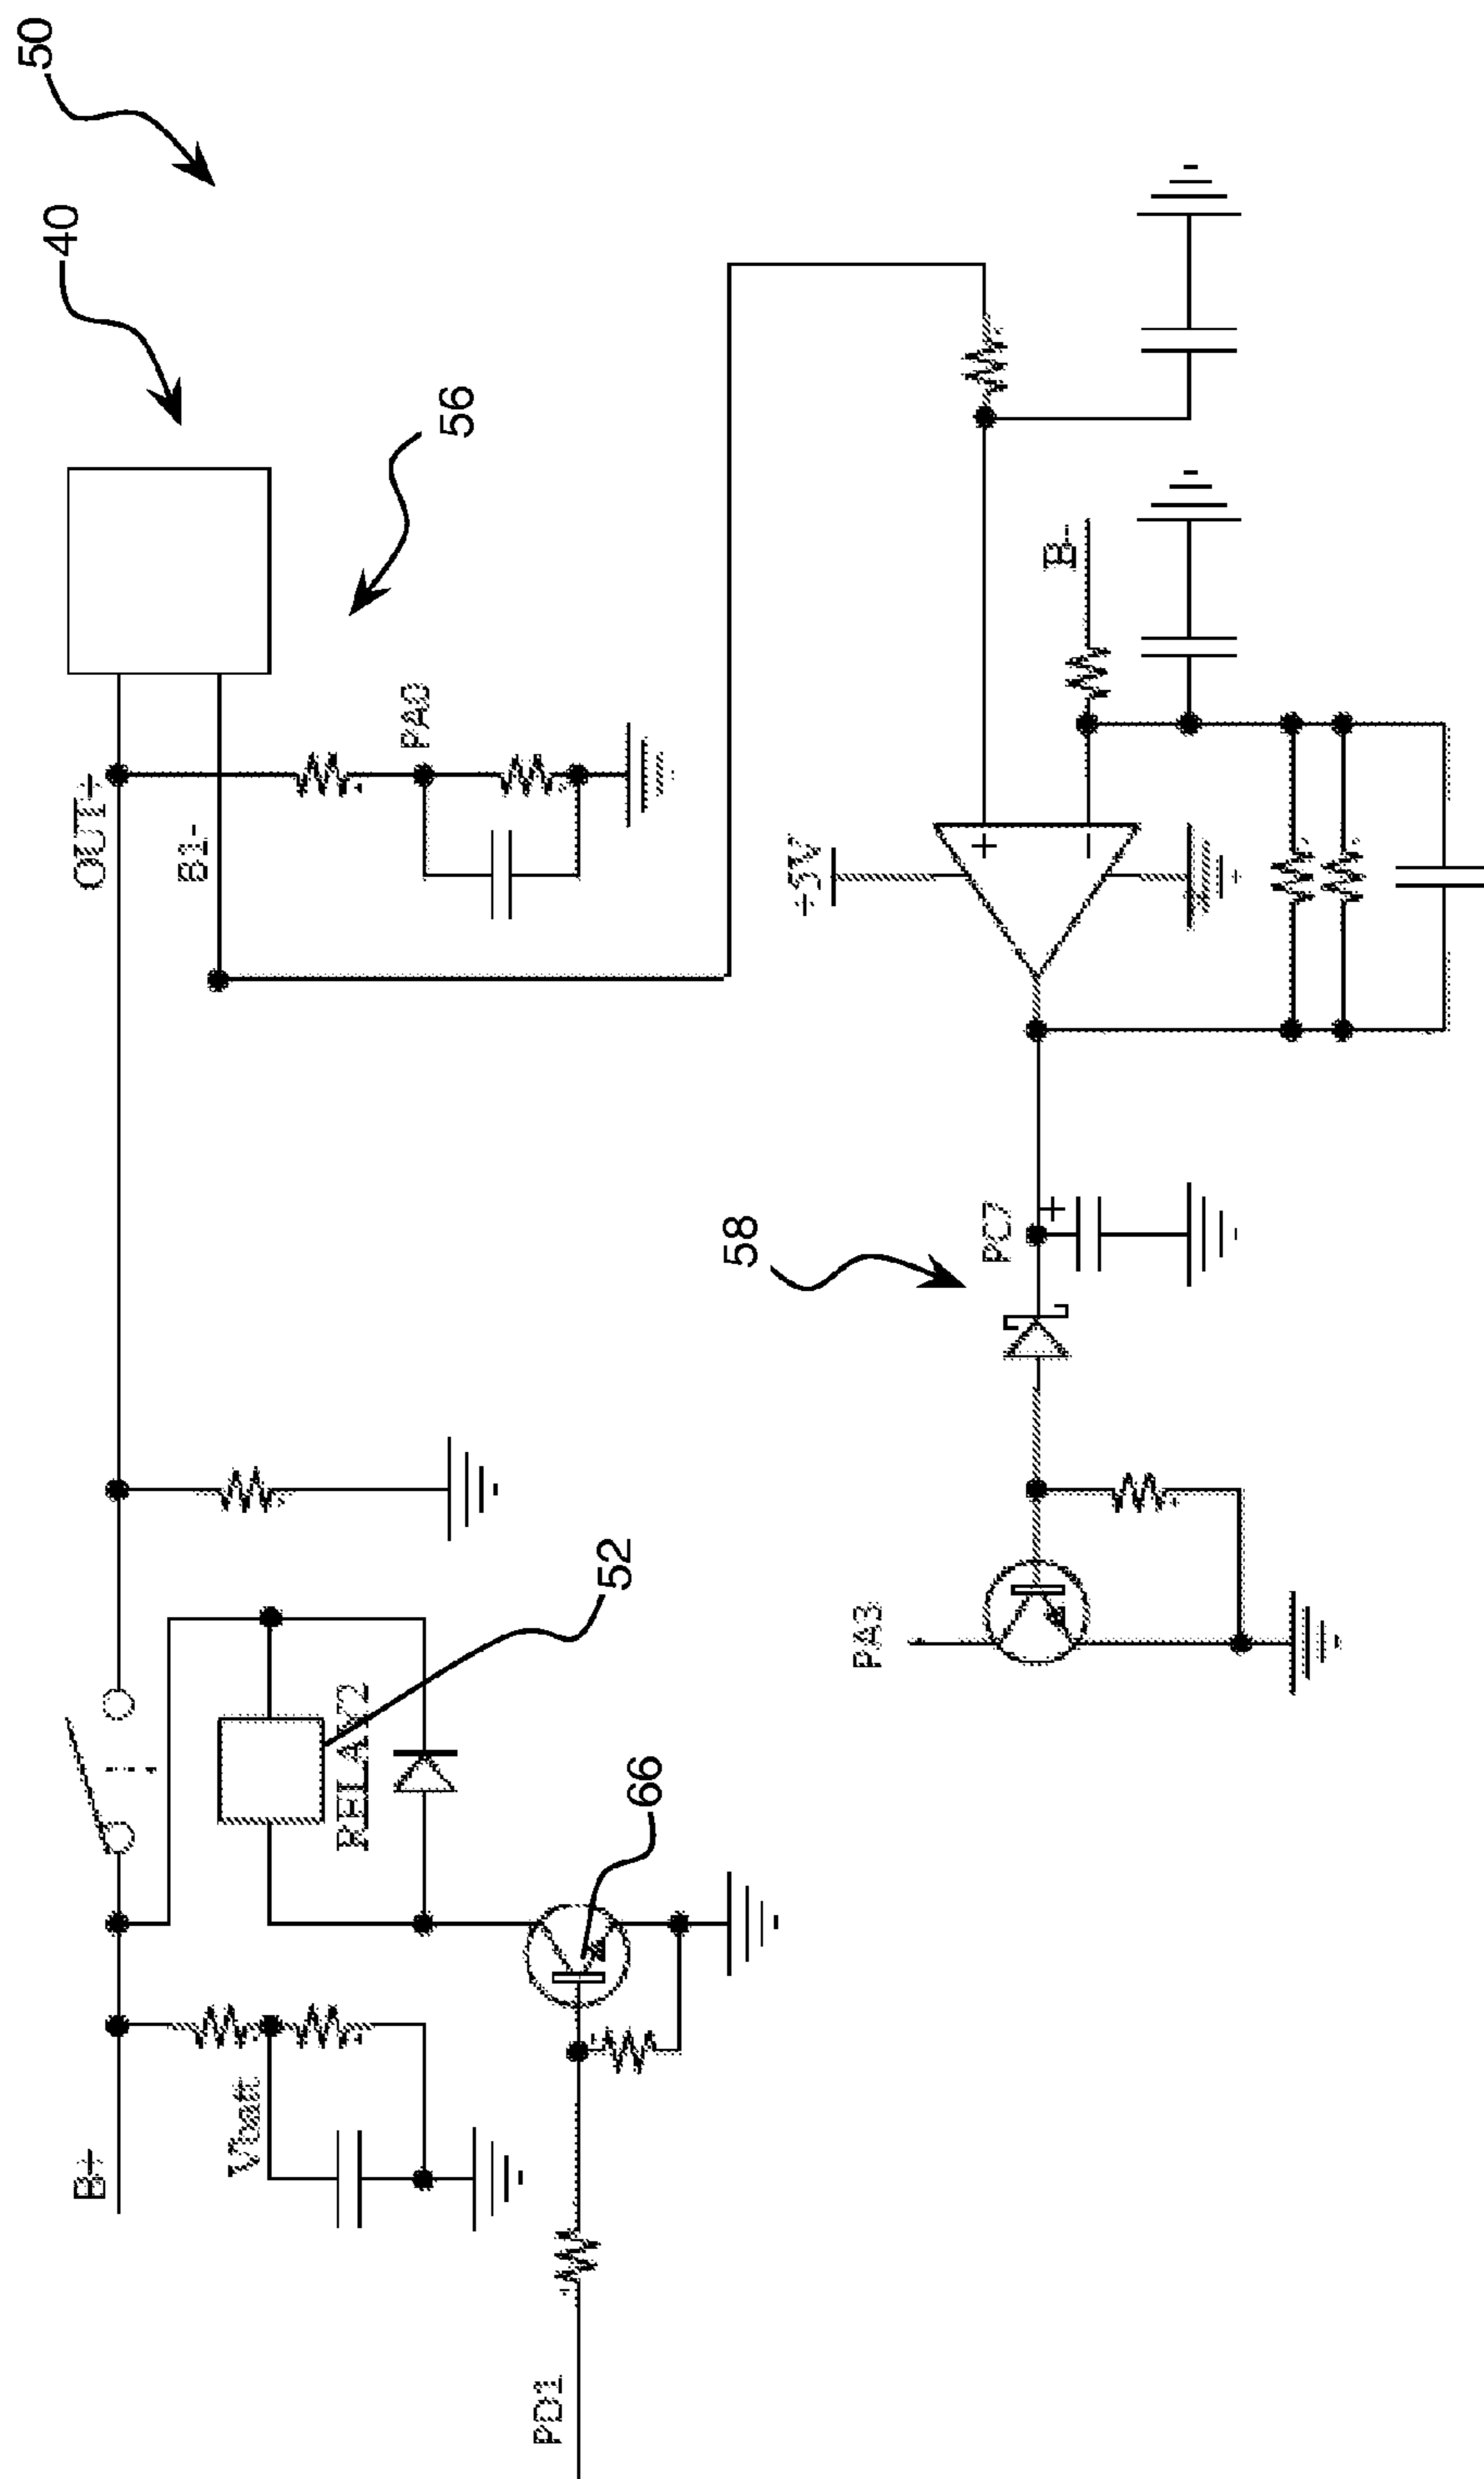 50
40
56
OUT+
B1-
PA0
B-
+5V
58
PC7
52
RELAY2
66
PA3
B+
Vbatt
PD1